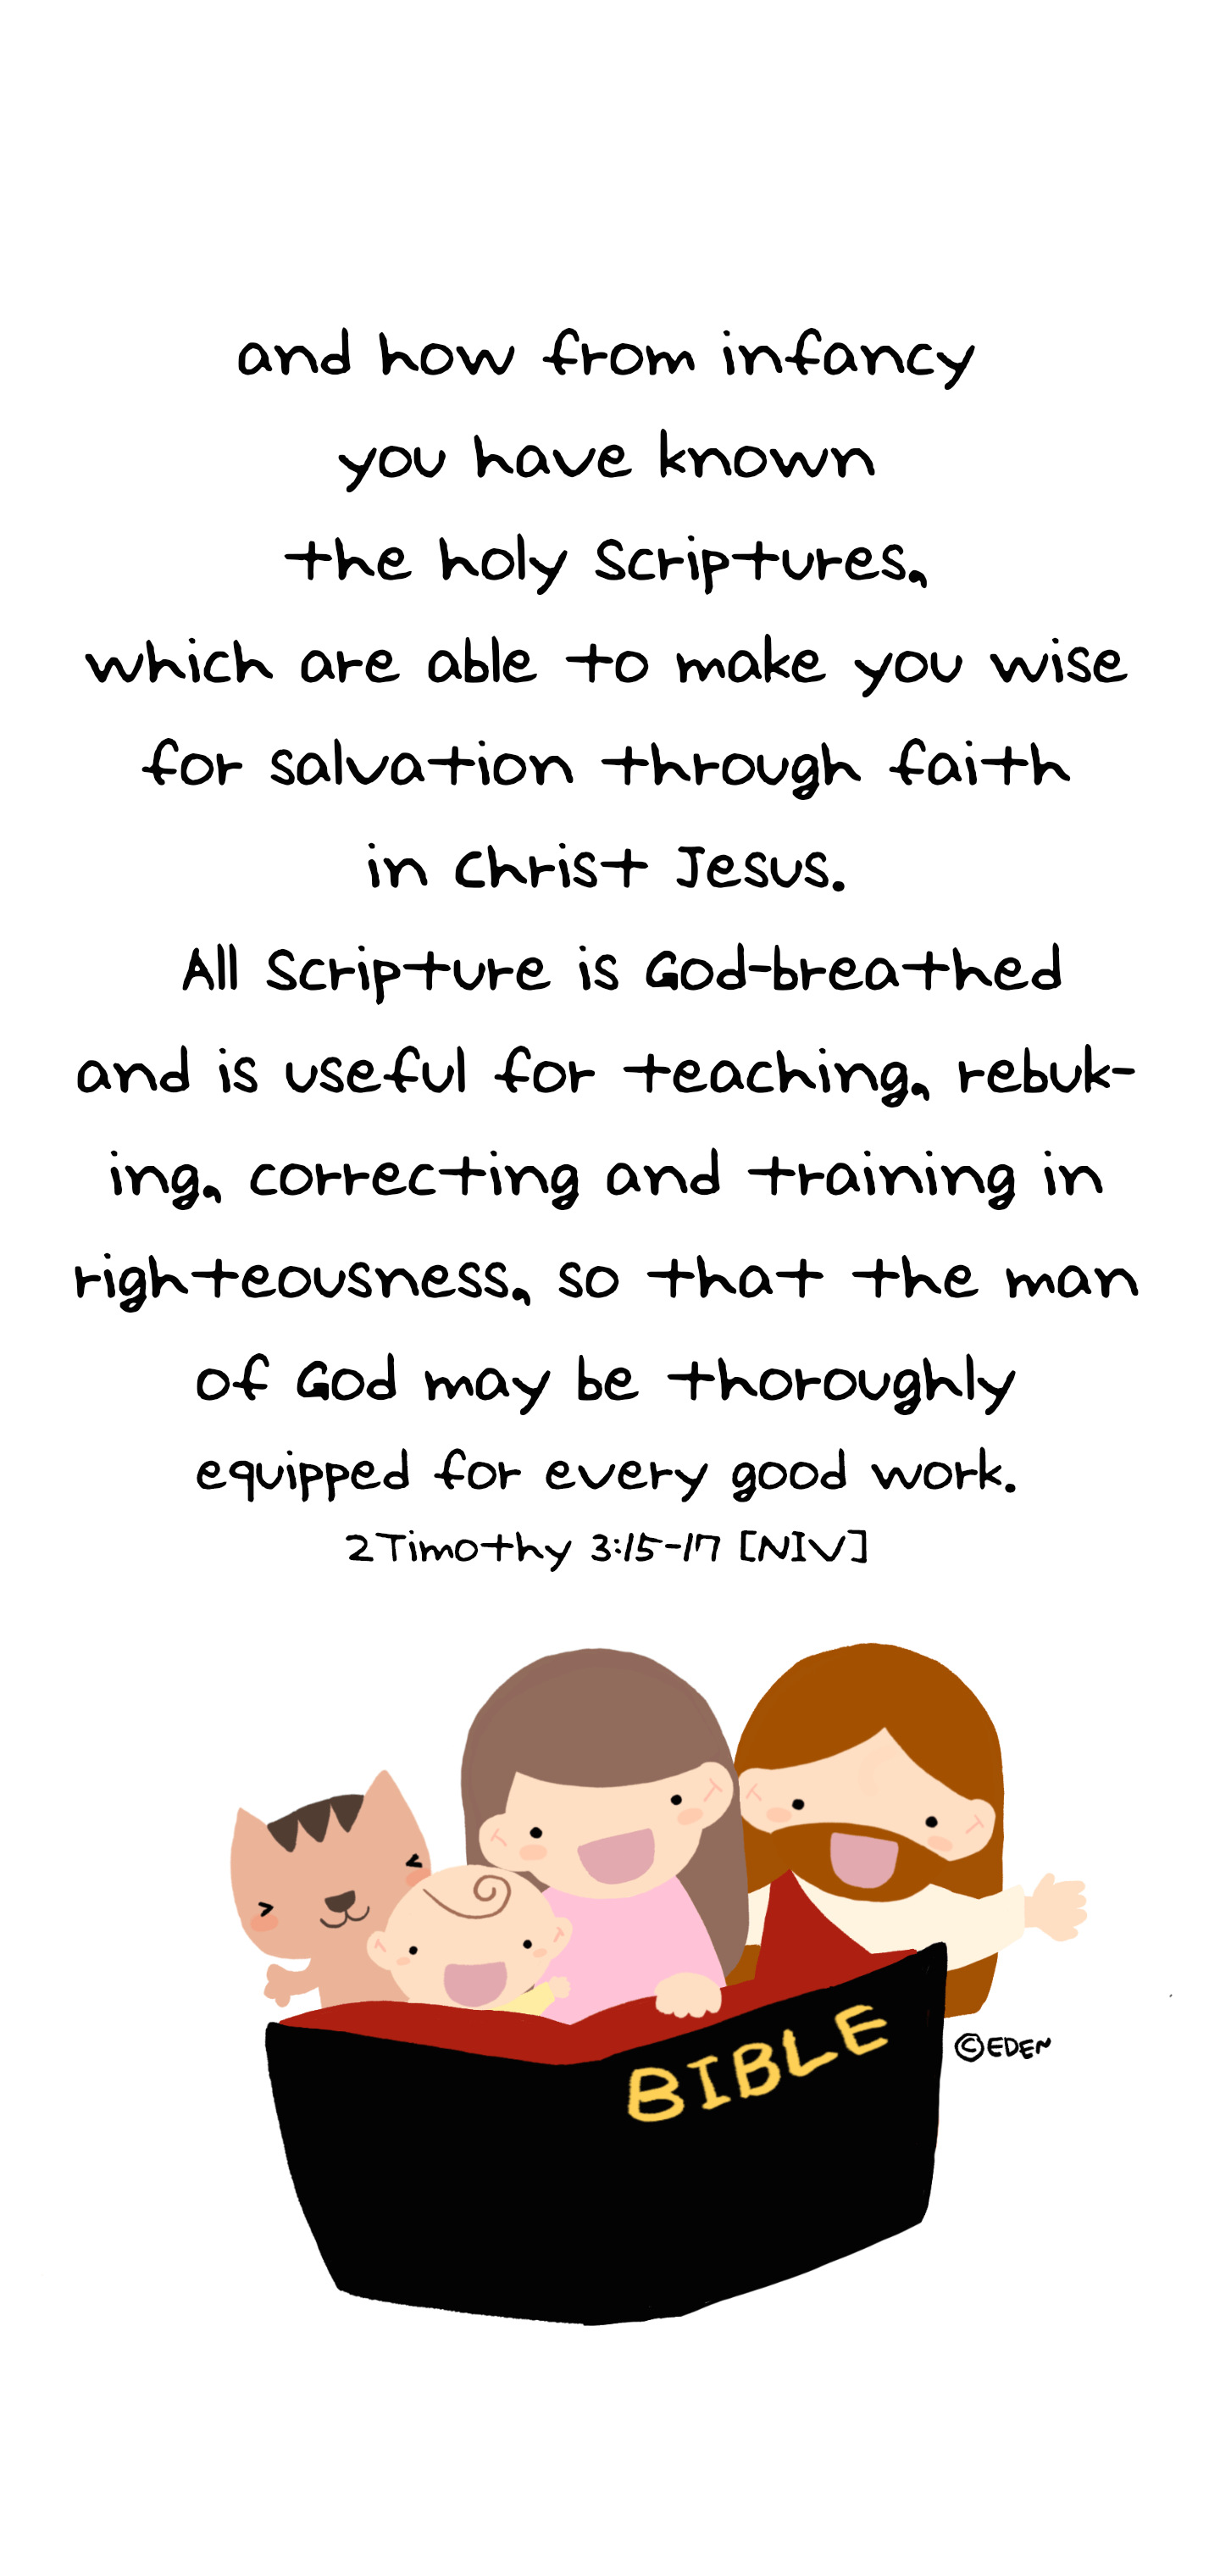 and how from infancy
you have known
the holy Scriptures,
which are able to make you wise
for salvation through faith
in Christ Jesus.
All Scripture is God-breathed
and is useful for teaching, rebuk-
ing, correcting and training in
righteousness, so that the man
of God may be thoroughly
equipped for every good work.
2Timothy 3:15-17 [NIV]
BIBLE
©EDEN